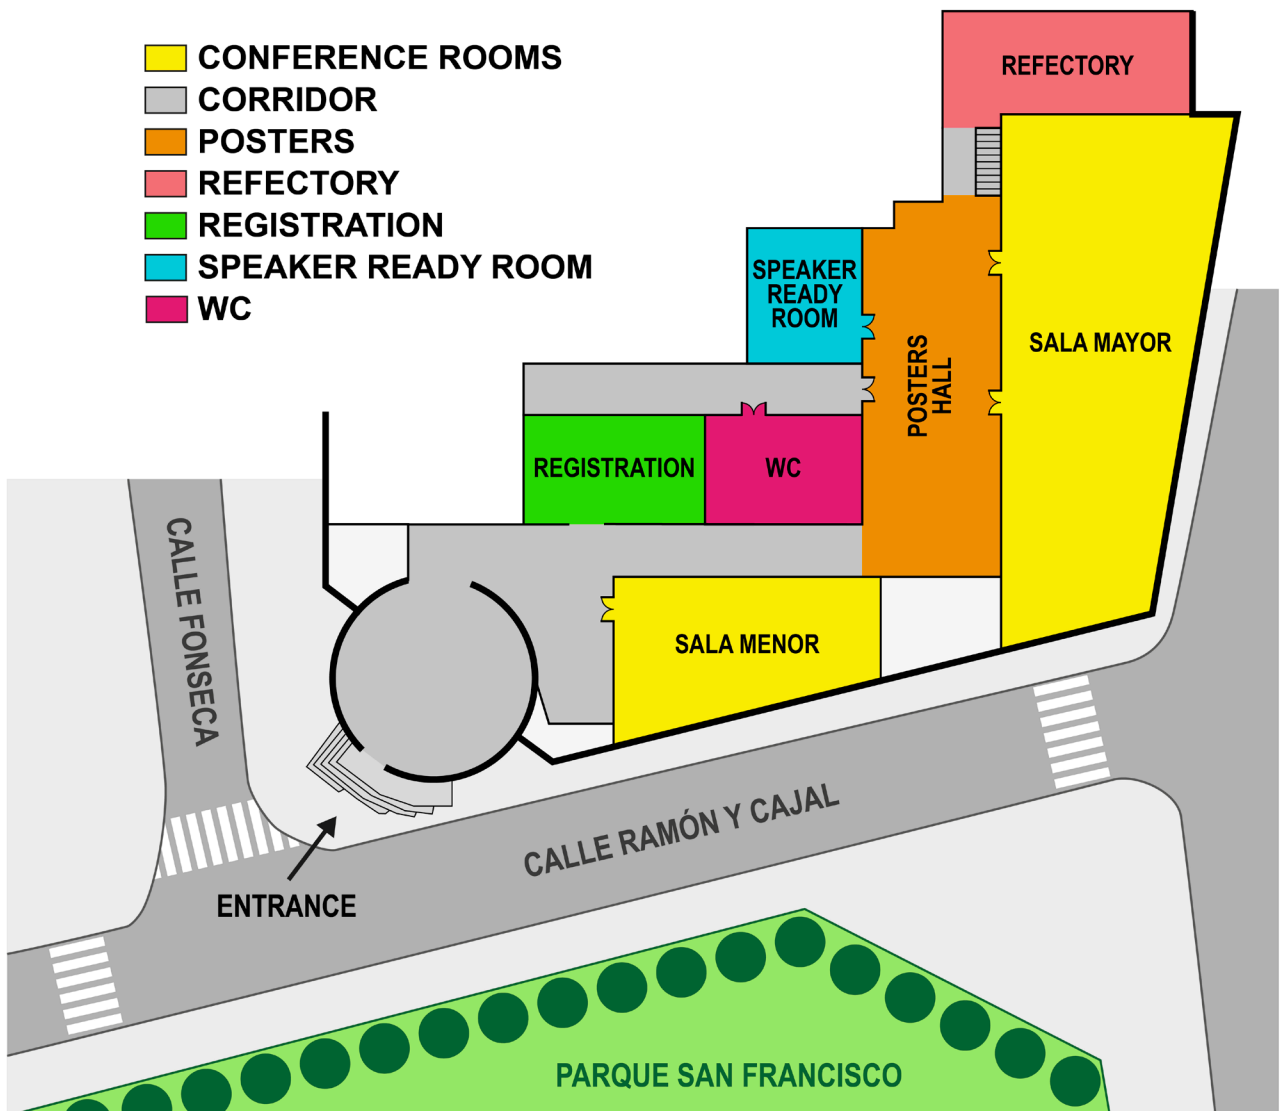 CONFERENCE ROOMS
CORRIDOR
POSTERS
REFECTORY
REGISTRATION
SPEAKER READY ROOM
WC
REFECTORY
SPEAKER
READY
ROOM
POSTERS
HALL
SALA MAYOR
REGISTRATION
WC
SALA MENOR
CALLE FONSECA
CALLE RAMÓN Y CAJAL
ENTRANCE
PARQUE SAN FRANCISCO